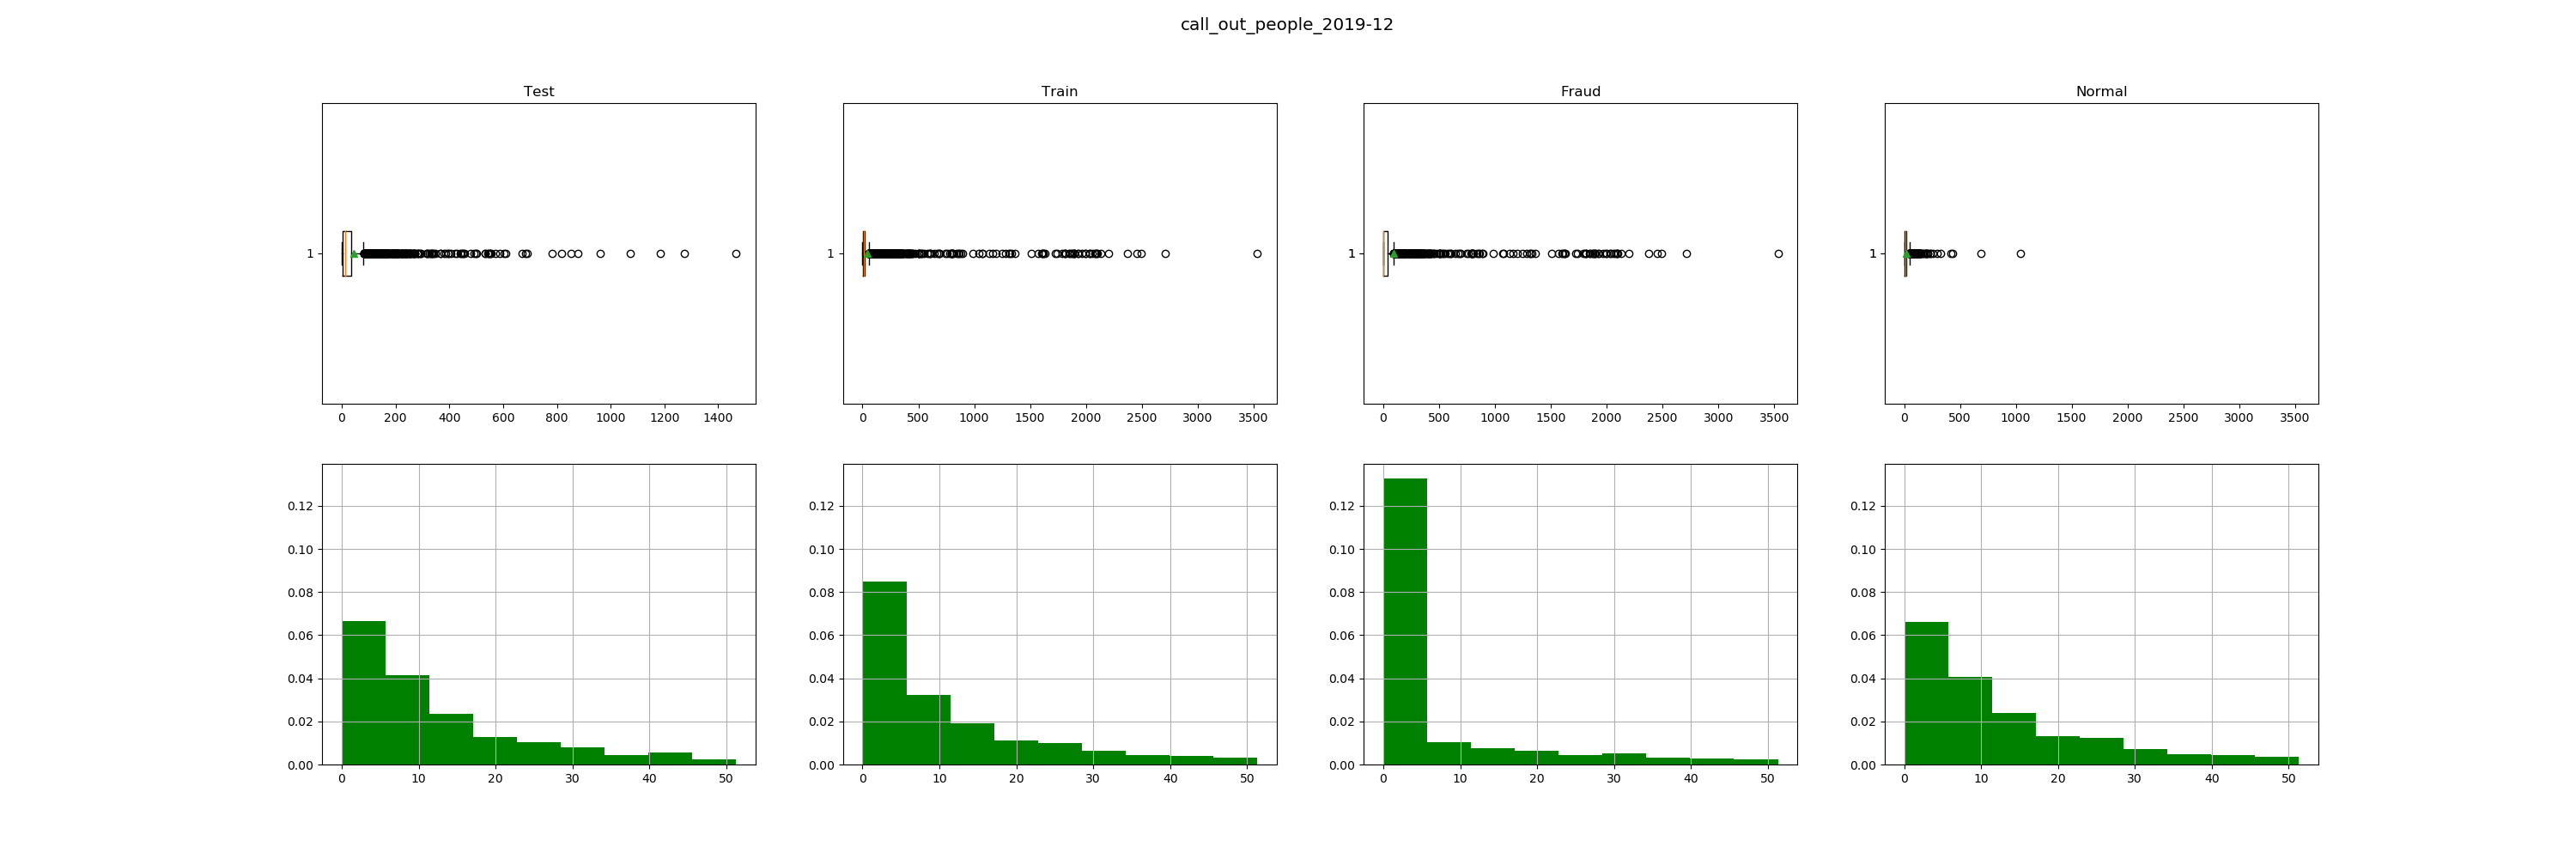 call_out_people_2019-12
Test Train Fraud Normal
1 1 1 1
0 200 400 600 800 1000 1200 1400 0 500 1000 1500 2000 2500 3000 3500 0 500 1000 1500 2000 2500 3000 3500 0 500 1000 1500 2000 2500 3000 3500
0.12 0.12 0.12 0.12
0.10 0.10 0.10 0.10
0.08 0.08 0.08 0.08
0.06 0.06 0.06 0.06
0.04 0.04 0.04 0.04
0.02 0.02 0.02 0.02
0.00 0.00 0.00 0.00
0 10 20 30 40 50 0 10 20 30 40 50 0 10 20 30 40 50 0 10 20 30 40 50